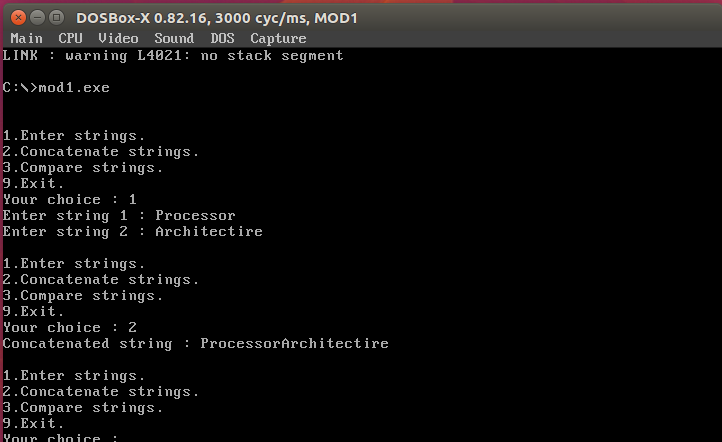 DOSBox-X 0.82.16, 3000 cyc/ms, MOD1
Main CPU Video Sound DOS Capture
LINK : warning L4021: no stack segment
C:\>mod1.exe
1.Enter strings.
2.Concatenate strings.
3.Compare strings.
9.Exit.
Your choice : 1
Enter string 1 : Processor
Enter string 2 : Architectire
1.Enter strings.
2.Concatenate strings.
3.Compare strings.
9.Exit.
Your choice : 2
Concatenated string : ProcessorArchitectire
1.Enter strings.
2.Concatenate strings.
3.Compare strings.
9.Exit.
Your choice :